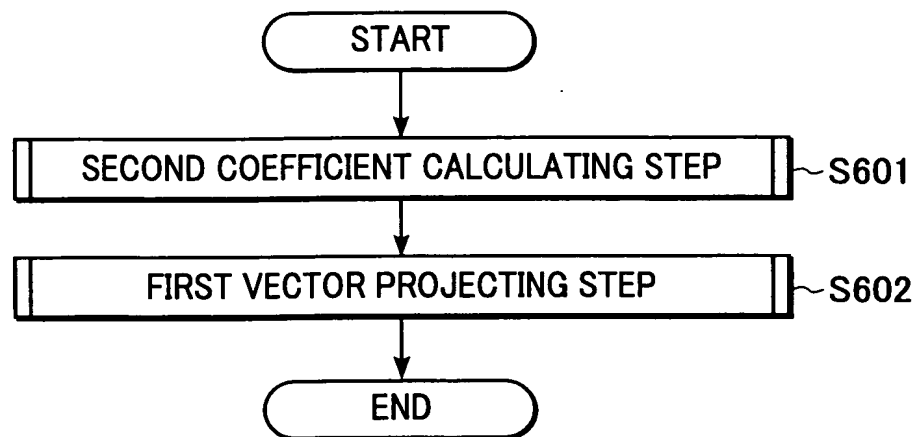 START
SECOND COEFFICIENT CALCULATING STEP
S601
FIRST VECTOR PROJECTING STEP
S602
END